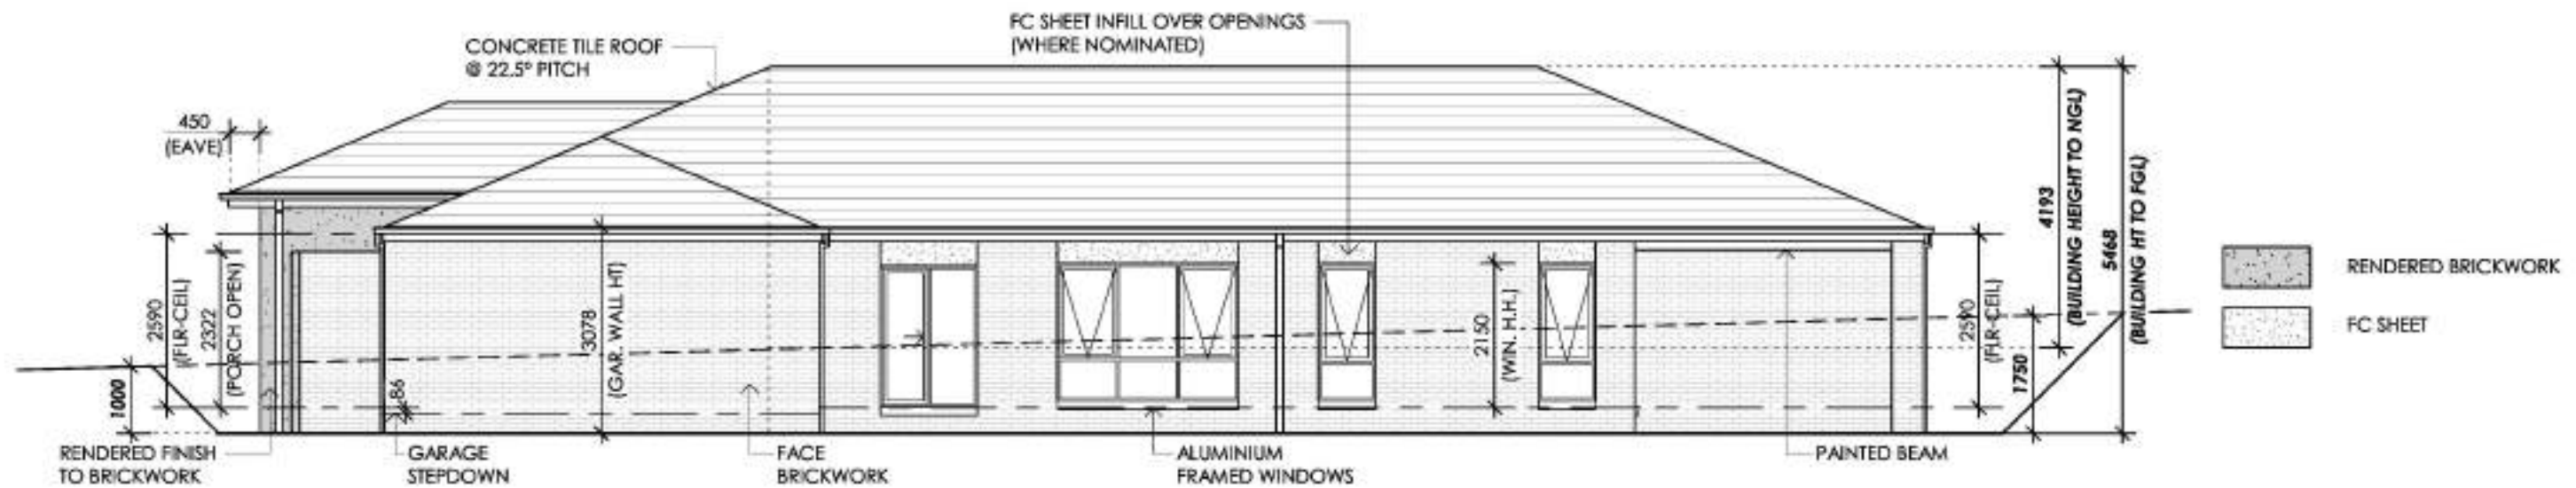 FC SHEET INFILL OVER OPENINGS
(WHERE NOMINATED)
CONCRETE TILE ROOF
@ 22.5° PITCH
450
(EAVE)
2590
(FLR-CEIL)
2322
(PORCH OPEN)
1000
86
3078
(GAR. WALL HT)
2150
(WIN. H.H.)
2590
(FLR-CEIL)
1750
4193
(BUILDING HEIGHT TO NGL)
5468
(BUILDING HT TO FGL)
RENDERED BRICKWORK
FC SHEET
RENDERED FINISH
TO BRICKWORK
GARAGE
STEPDOWN
FACE
BRICKWORK
ALUMINIUM
FRAMED WINDOWS
PAINTED BEAM